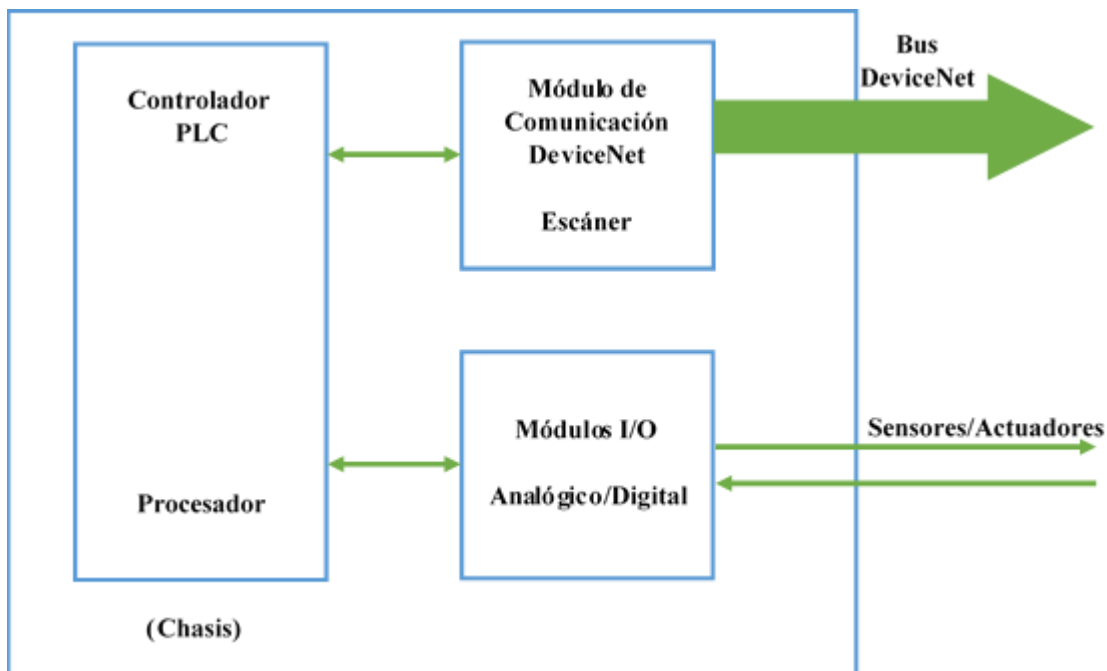 Controlador
PLC
Procesador
(Chasis)
Módulo de
Comunicación
DeviceNet
Escáner
Bus
DeviceNet
Módulos I/O
Analógico/Digital
Sensores/Actuadores